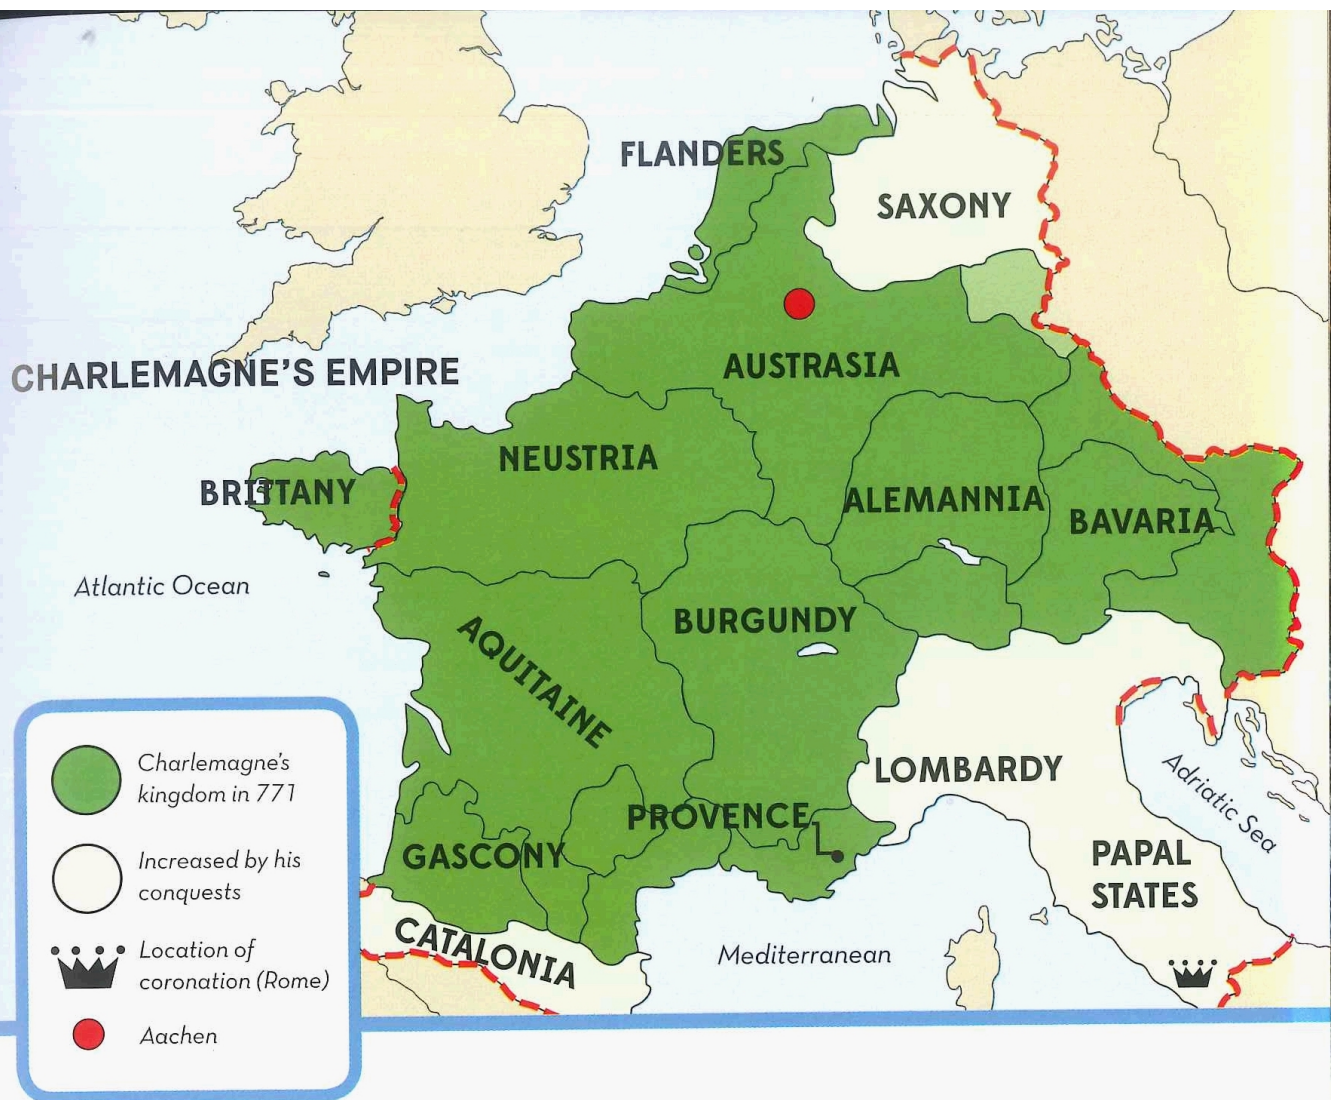 FLANDERS
SAXONY
CHARLEMAGNE'S EMPIRE
AUSTRASIA
NEUSTRIA
BRITTANY
ALEMANNIA
BAVARIA
Atlantic Ocean
BURGUNDY
AQUITAINE
LOMBARDY
Adriatic Sea
PROVENCE
GASCONY
PAPAL
STATES
CATALONIA
Mediterranean
Charlemagne's
kingdom in 771
Increased by his
conquests
Location of
coronation (Rome)
Aachen